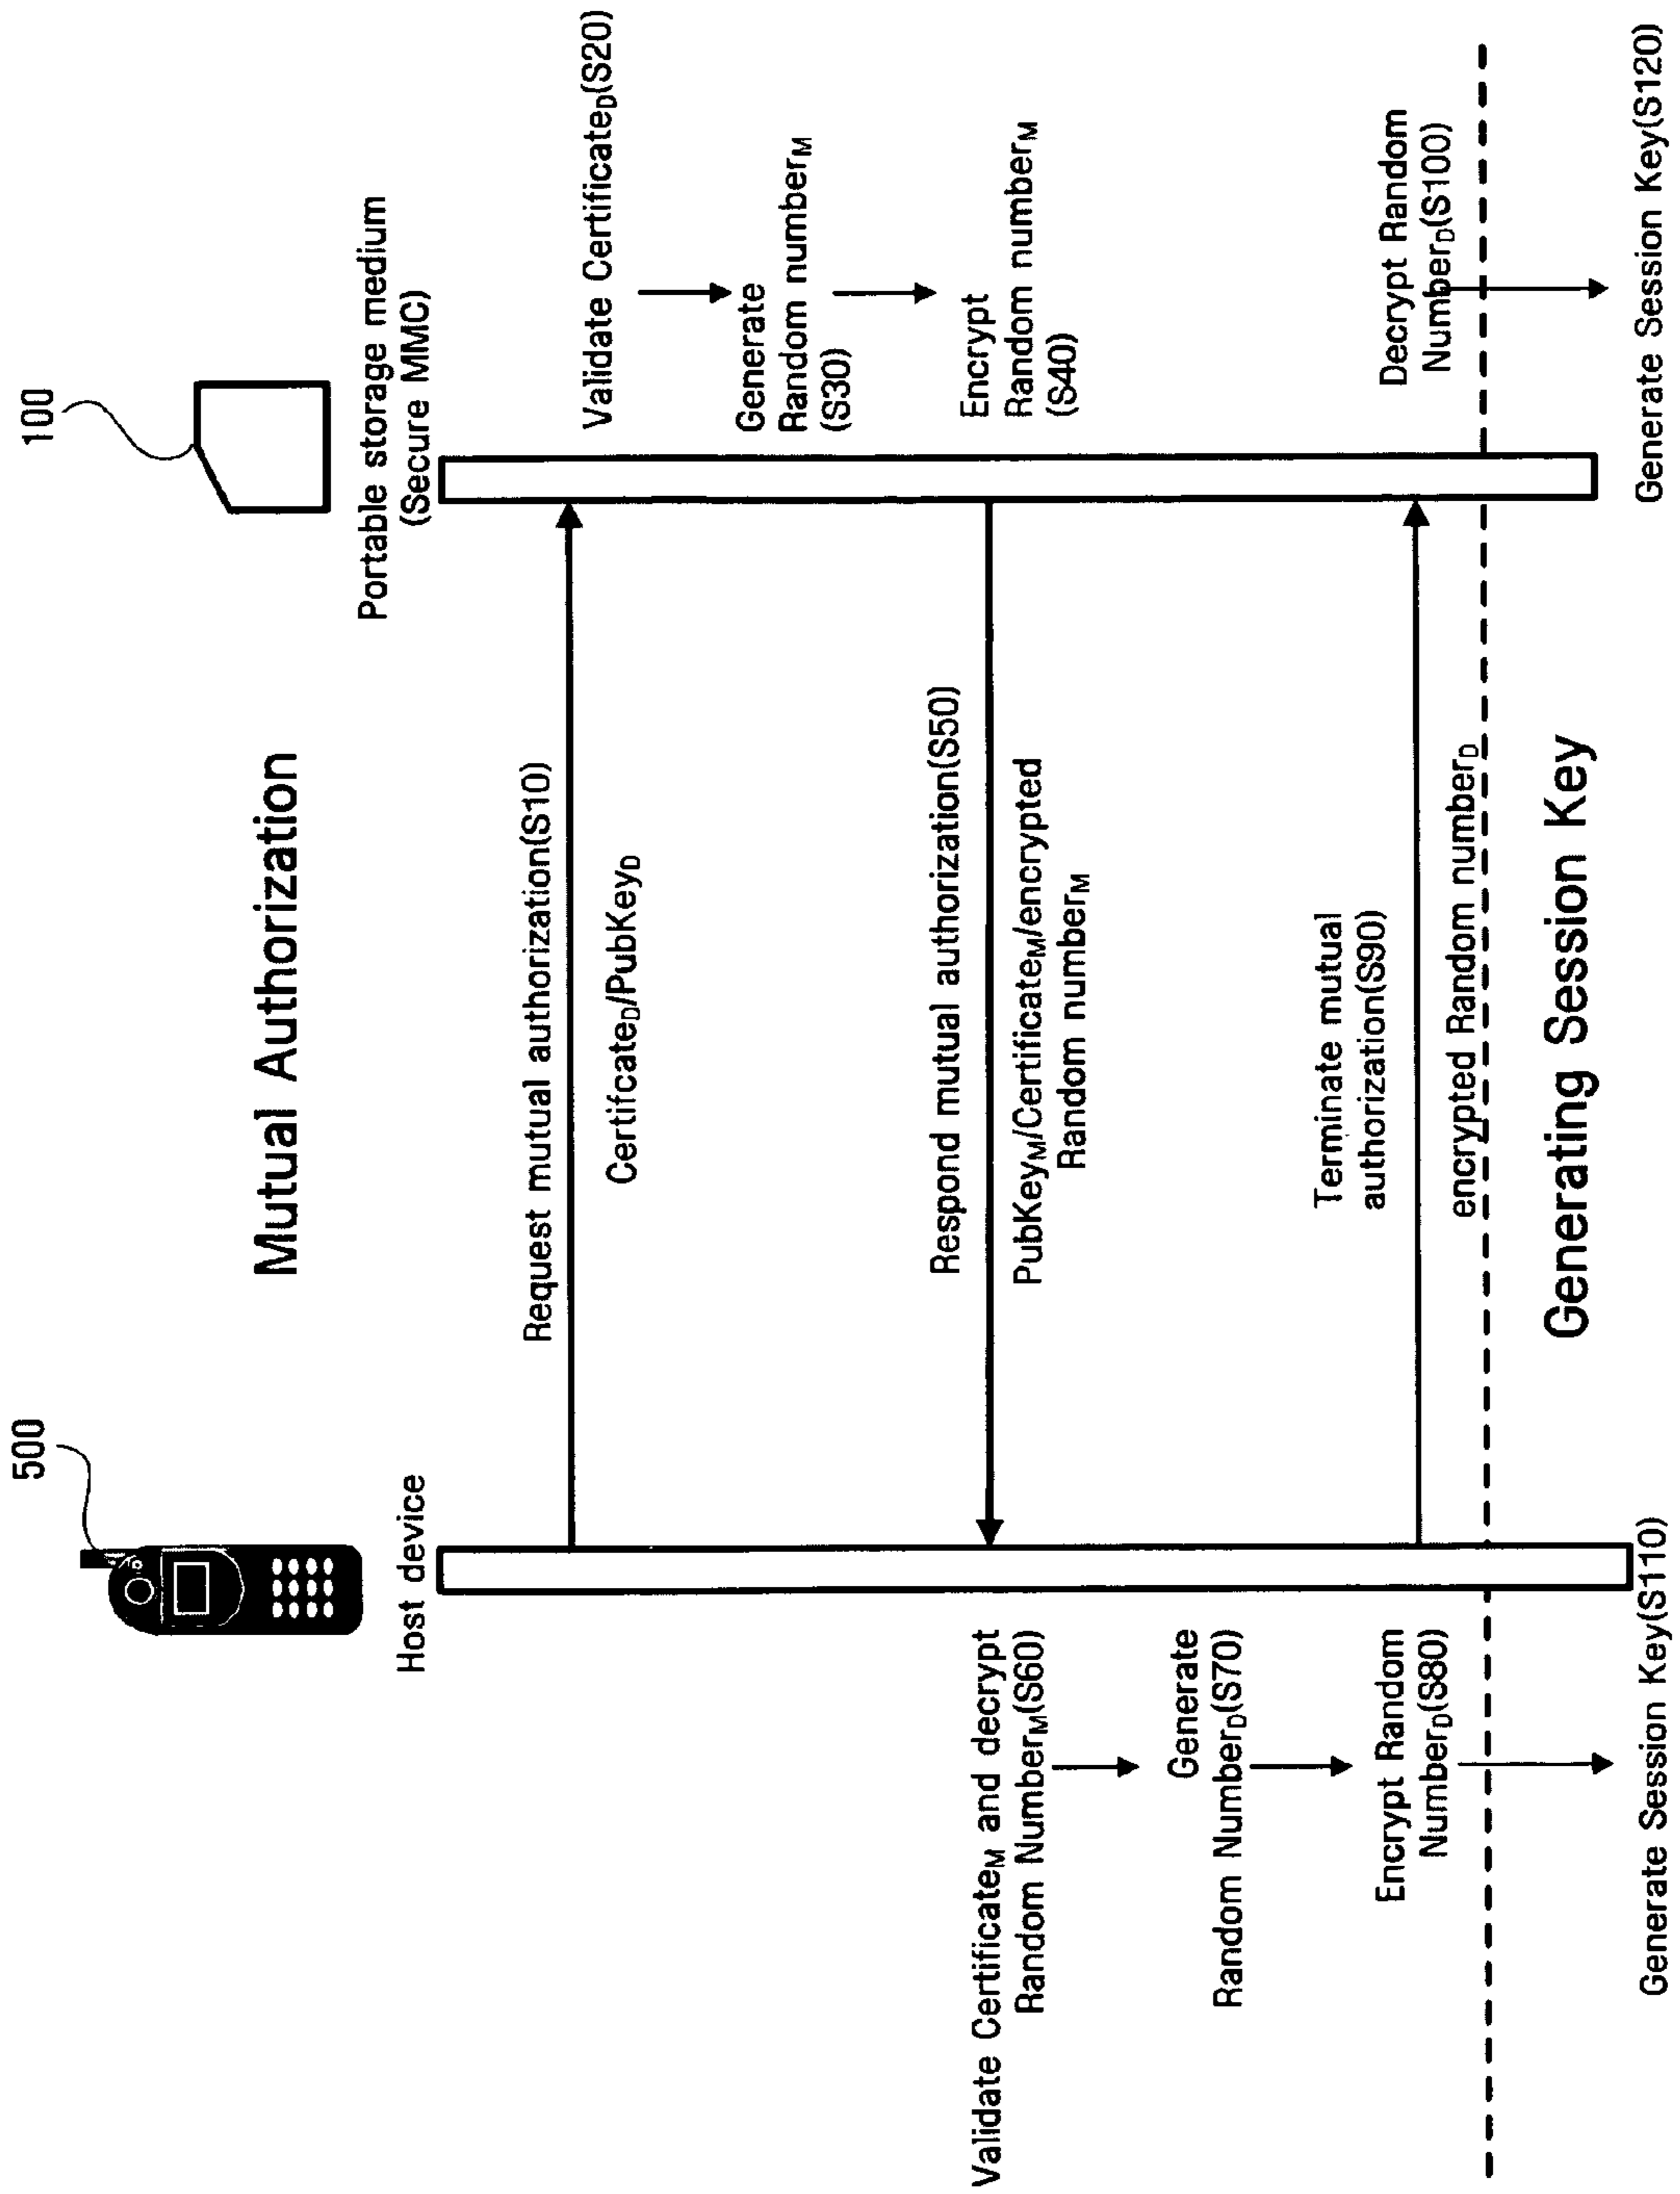 Mutual Authorization
500
100
Host device
Portable storage medium
(Secure MMC)
Request mutual authorization(S10)
Certifcate_D/PubKey_D
Validate Certificate_D(S20)
Generate
Random number_M
(S30)
Encrypt
Random number_M
(S40)
Respond mutual authorization(S50)
PubKey_M/Certificate_M/encrypted
Random number_M
Validate Certificate_M and decrypt
Random Number_M(S60)
Generate
Random Number_D(S70)
Encrypt Random
Number_D(S80)
Terminate mutual
authorization(S90)
encrypted Random number_D
Decrypt Random
Number_D(S100)
Generating Session Key
Generate Session Key(S110)
Generate Session Key(S120)